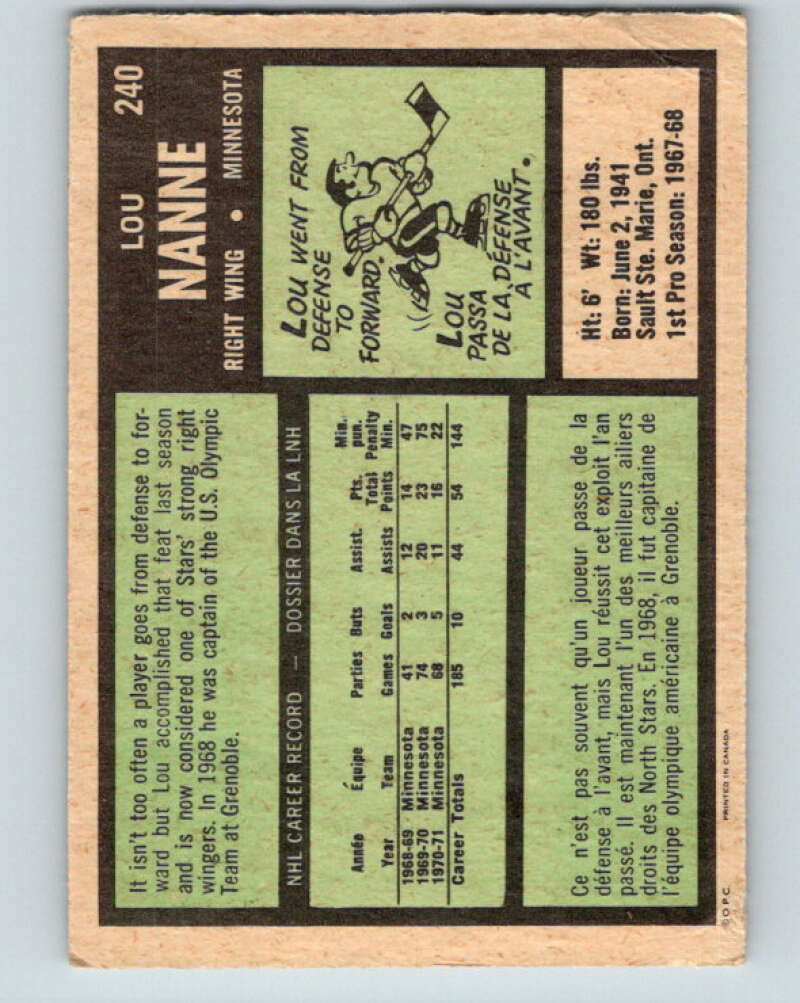 LOU 240
NANNE
RIGHT WING • MINNESOTA
It isn't too often a player goes from defense to for-
ward but Lou accomplished that feat last season
and is now considered one of Stars' strong right
wingers. In 1968 he was captain of the U.S. Olympic
Team at Grenoble.
LOU WENT FROM
DEFENSE
TO
FORWARD.
LOU
PASSA
DE LA DÉFENSE
À L'AVANT.
NHL CAREER RECORD — DOSSIER DANS LA LNH
Année Équipe Parties Buts Assist. Pts. Min. pun.
Year Team Games Goals Assists Total Points Penalty Min.
1968-69 Minnesota 41 2 12 14 47
1969-70 Minnesota 74 3 20 23 75
1970-71 Minnesota 68 5 11 16 22
Career Totals 185 10 44 54 144
Ht: 6' Wt: 180 lbs.
Born: June 2, 1941
Sault Ste. Marie, Ont.
1st Pro Season: 1967-68
Ce n'est pas souvent qu'un joueur passe de la
défense à l'avant, mais Lou réussit cet exploit l'an
passé. Il est maintenant l'un des meilleurs ailiers
droits des North Stars. En 1968, il fut capitaine de
l'équipe olympique américaine à Grenoble.
© O.P.C. PRINTED IN CANADA